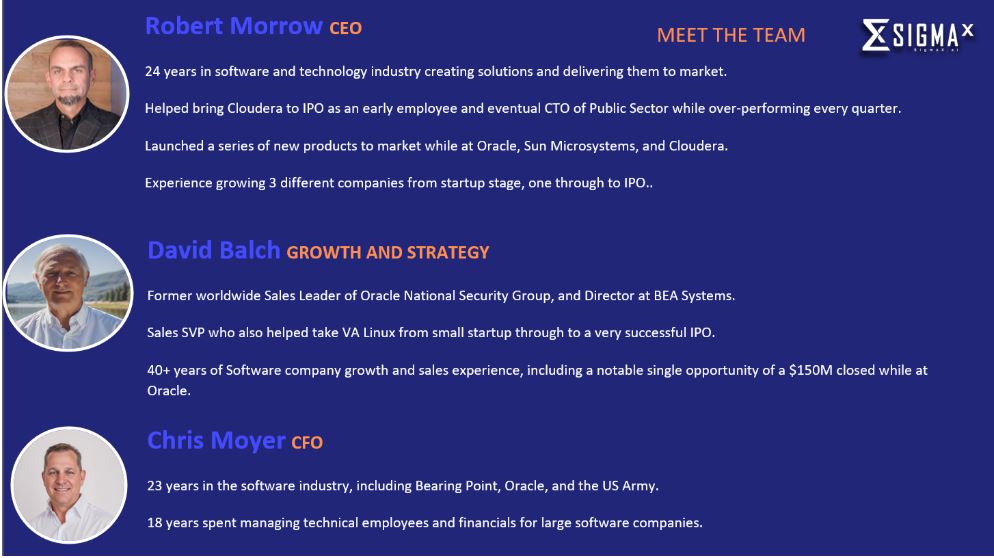 Robert Morrow CEO
MEET THE TEAM
ΣSIGMAX
Sigmax AI
24 years in software and technology industry creating solutions and delivering them to market.
Helped bring Cloudera to IPO as an early employee and eventual CTO of Public Sector while over-performing every quarter.
Launched a series of new products to market while at Oracle, Sun Microsystems, and Cloudera.
Experience growing 3 different companies from startup stage, one through to IPO..
David Balch GROWTH AND STRATEGY
Former worldwide Sales Leader of Oracle National Security Group, and Director at BEA Systems.
Sales SVP who also helped take VA Linux from small startup through to a very successful IPO.
40+ years of Software company growth and sales experience, including a notable single opportunity of a $150M closed while at
Oracle.
Chris Moyer CFO
23 years in the software industry, including Bearing Point, Oracle, and the US Army.
18 years spent managing technical employees and financials for large software companies.